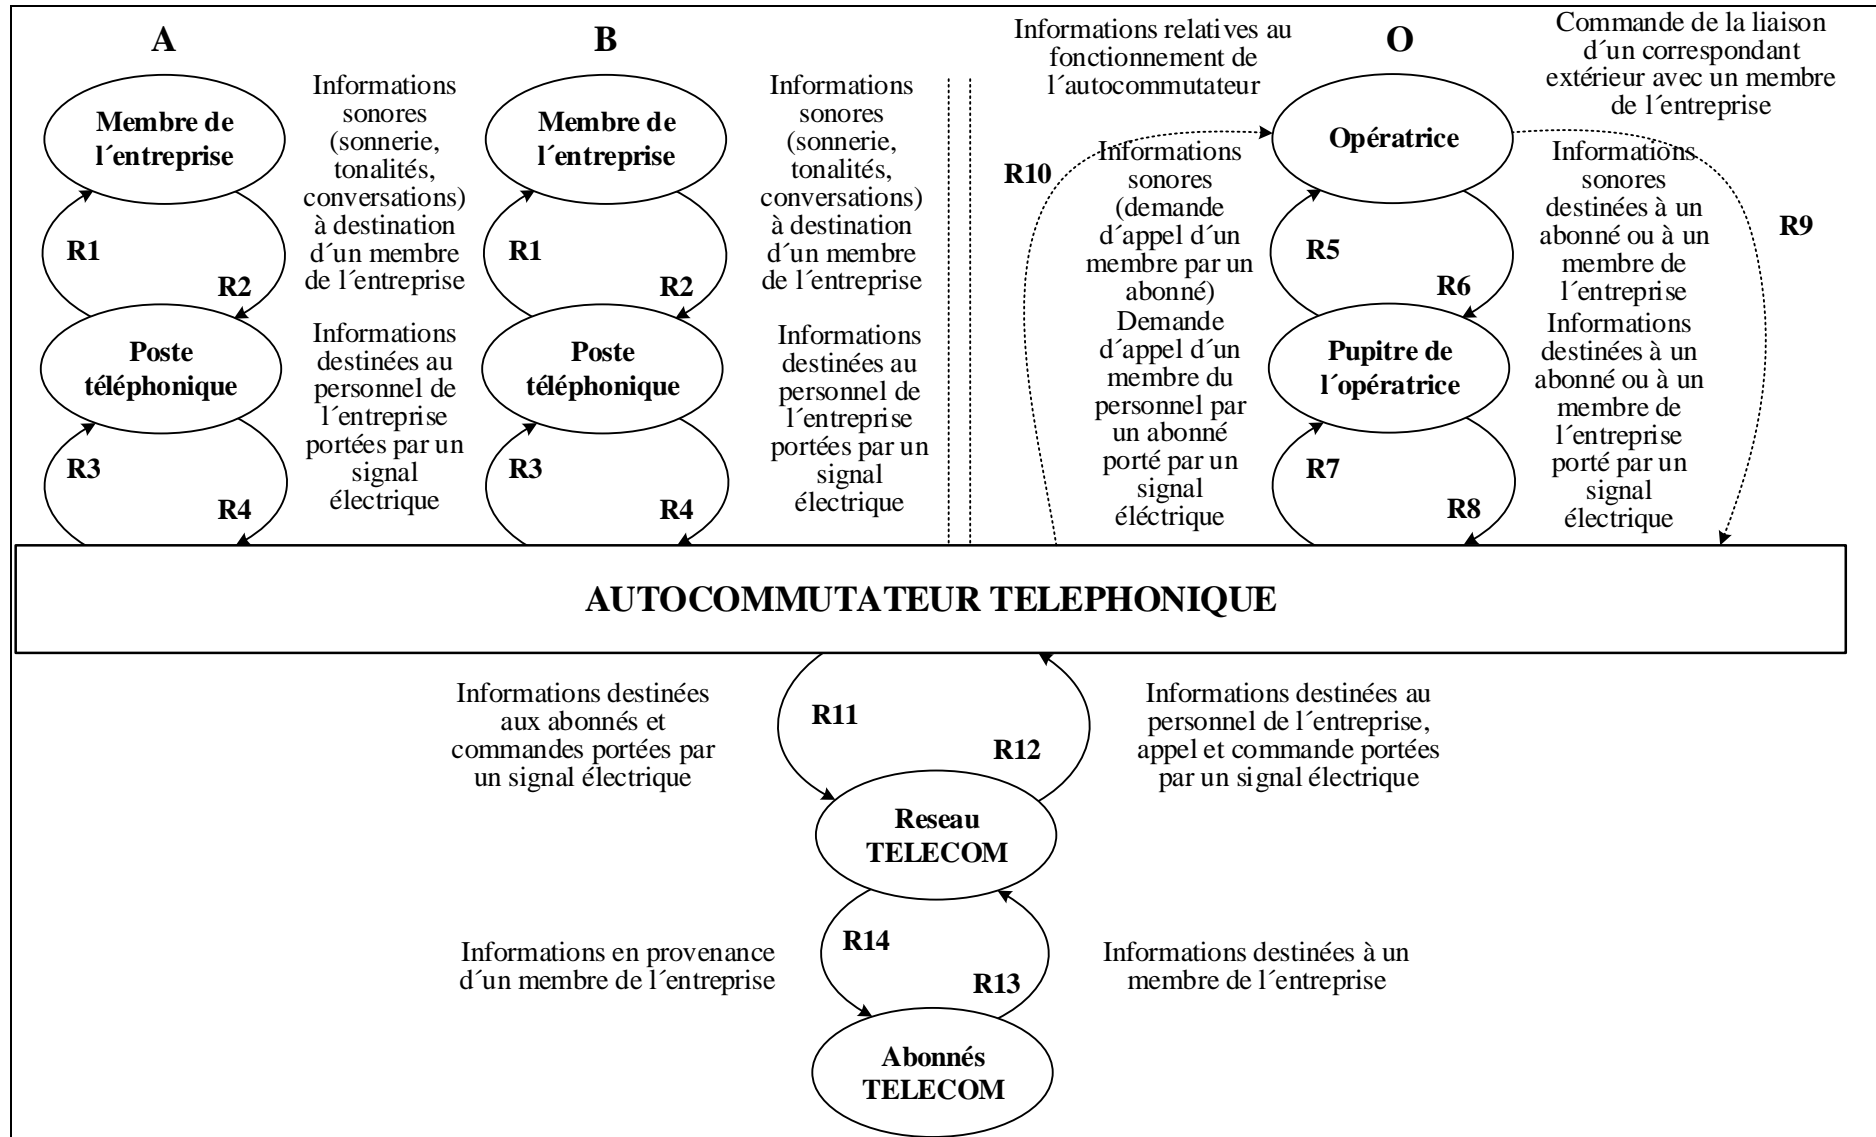 A
Membre de
l´entreprise
Informations
sonores
(sonnerie,
tonalités,
conversations)
à destination
d´un membre
de l´entreprise
R1
R2
Poste
téléphonique
Informations
destinées au
personnel de
l´entreprise
portées par un
signal
électrique
R3
R4
B
Membre de
l´entreprise
Informations
sonores
(sonnerie,
tonalités,
conversations)
à destination
d´un membre
de l´entreprise
R1
R2
Poste
téléphonique
Informations
destinées au
personnel de
l´entreprise
portées par un
signal
électrique
R3
R4
Informations relatives au
fonctionnement de
l´autocommutateur
O
Commande de la liaison
d´un correspondant
extérieur avec un membre
de l´entreprise
Opératrice
R10
Informations
sonores
(demande
d´appel d´un
membre par un
abonné)
Demande
d´appel d´un
membre du
personnel par
un abonné
porté par un
signal
éléctrique
R5
R6
Informations
sonores
destinées à un
abonné ou à un
membre de
l´entreprise
Informations
destinées à un
abonné ou à un
membre de
l´entreprise
porté par un
signal
électrique
R9
Pupitre de
l´opératrice
R7
R8
AUTOCOMMUTATEUR TELEPHONIQUE
Informations destinées
aux abonnés et
commandes portées par
un signal électrique
R11
R12
Informations destinées au
personnel de l´entreprise,
appel et commande portées
par un signal électrique
Reseau
TELECOM
Informations en provenance
d´un membre de l´entreprise
R14
R13
Informations destinées à un
membre de l´entreprise
Abonnés
TELECOM